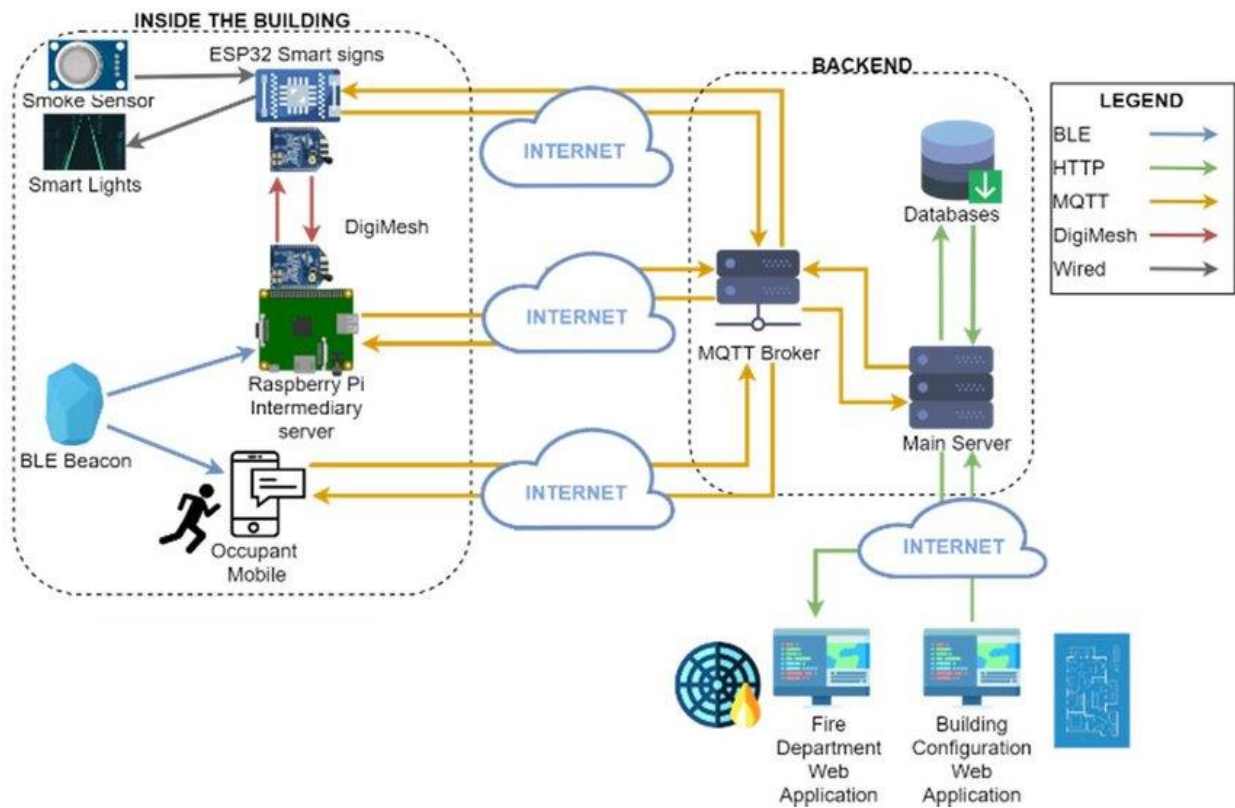 INSIDE THE BUILDING
ESP32 Smart signs
Smoke Sensor
Smart Lights
DigiMesh
Raspberry Pi
Intermediary
server
BLE Beacon
Occupant
Mobile
INTERNET
INTERNET
INTERNET
BACKEND
Databases
MQTT Broker
Main Server
INTERNET
Fire
Department
Web
Application
Building
Configuration
Web
Application
LEGEND
BLE
HTTP
MQTT
DigiMesh
Wired